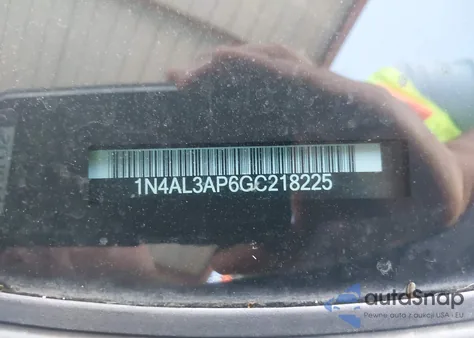 1N4AL3AP6GC218225
autoSnap
Pewne auta z aukcji USA i EU